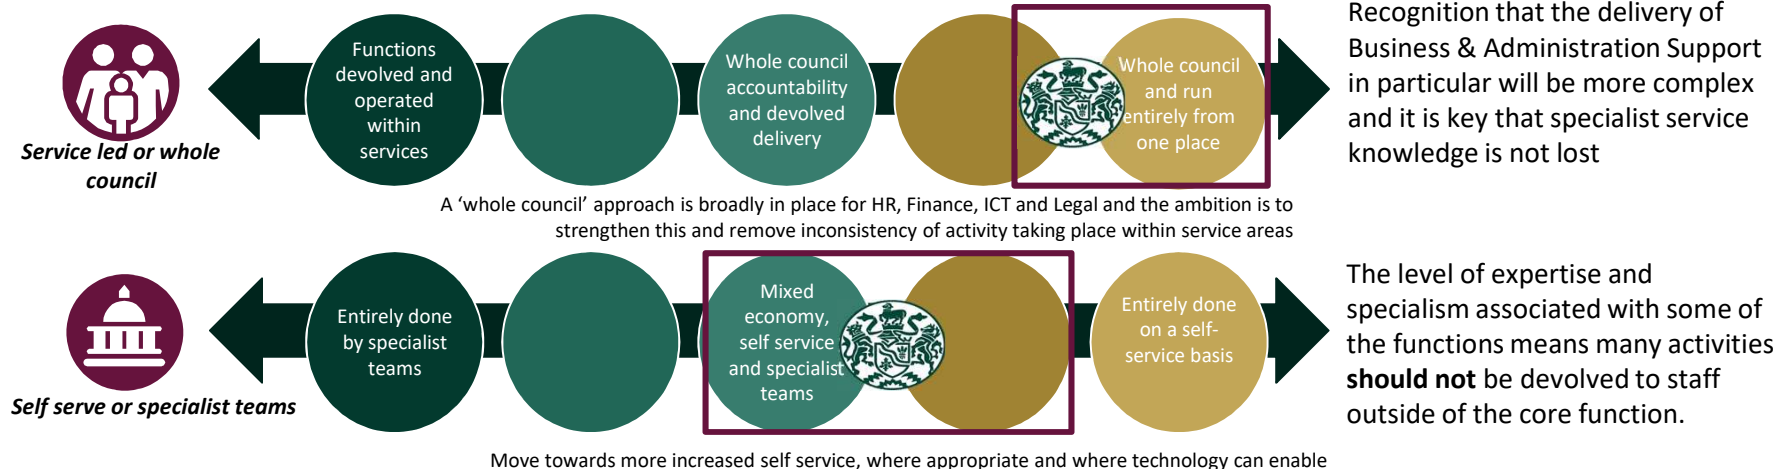 Service led or whole
council
Functions
devolved and
operated
within
services
Whole council
accountability
and devolved
delivery
Whole council
and run
entirely from
one place
Recognition that the delivery of
Business & Administration Support
in particular will be more complex
and it is key that specialist service
knowledge is not lost
A ‘whole council’ approach is broadly in place for HR, Finance, ICT and Legal and the ambition is to
strengthen this and remove inconsistency of activity taking place within service areas
Self serve or specialist teams
Entirely done
by specialist
teams
Mixed
economy,
self service
and specialist
teams
Entirely done
on a self-
service basis
The level of expertise and
specialism associated with some of
the functions means many activities
should not be devolved to staff
outside of the core function.
Move towards more increased self service, where appropriate and where technology can enable